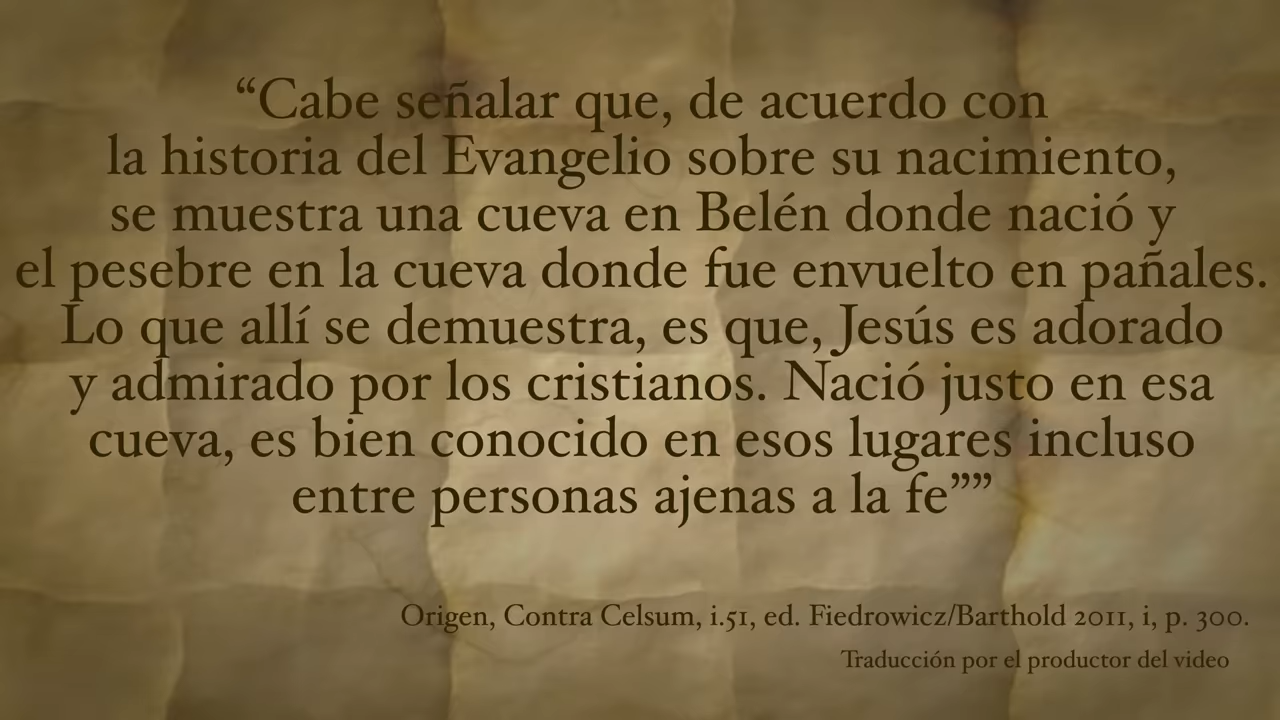 “Cabe señalar que, de acuerdo con
la historia del Evangelio sobre su nacimiento,
se muestra una cueva en Belén donde nació y
el pesebre en la cueva donde fue envuelto en pañales.
Lo que allí se demuestra, es que, Jesús es adorado
y admirado por los cristianos. Nació justo en esa
cueva, es bien conocido en esos lugares incluso
entre personas ajenas a la fe””
Origen, Contra Celsum, i.51, ed. Fiedrowicz/Barthold 2011, i, p. 300.
Traducción por el productor del video